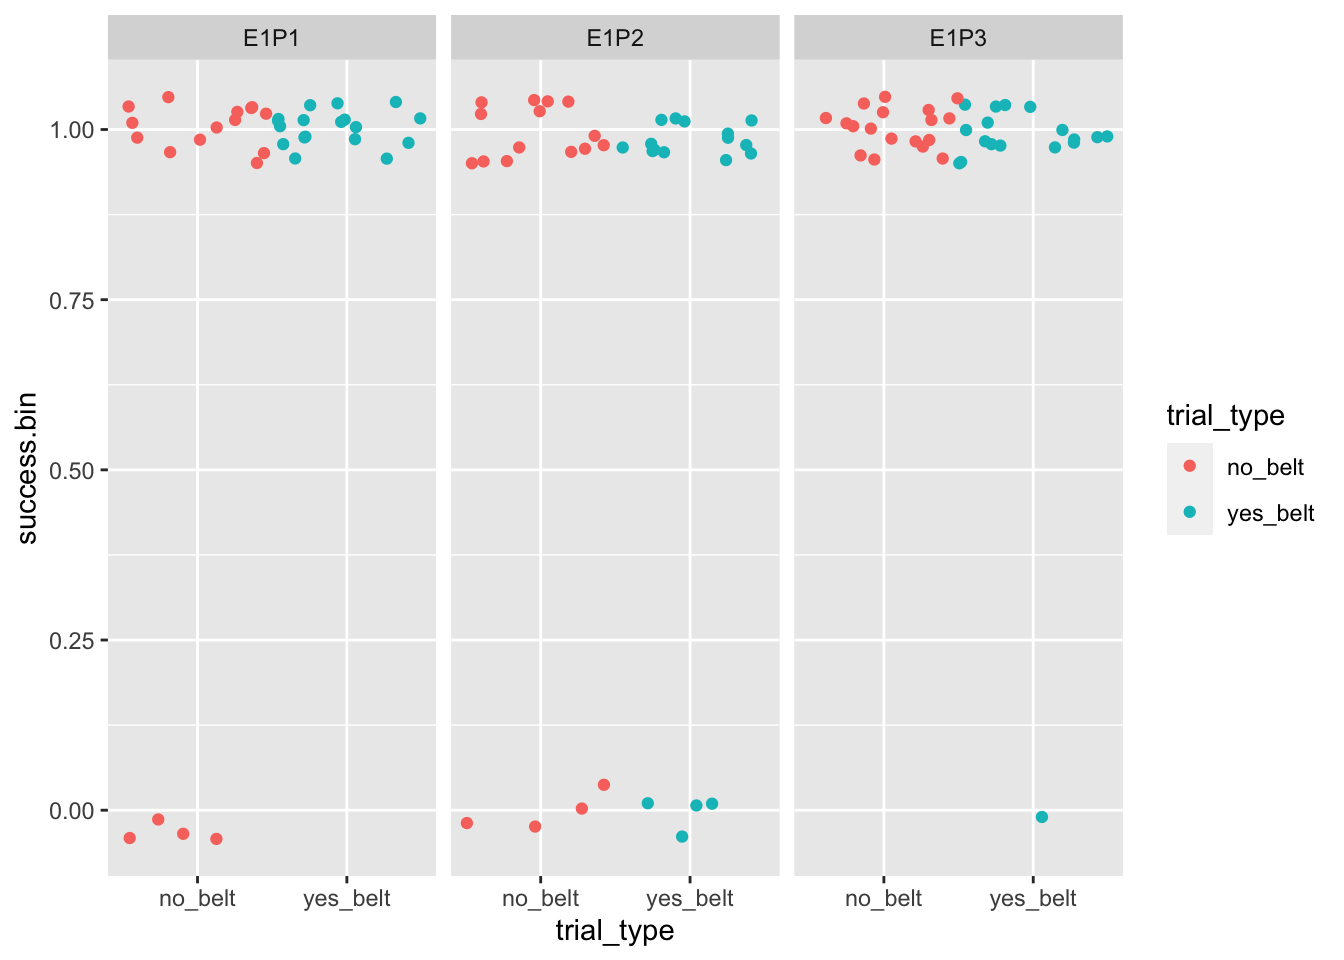 E1P1 E1P2 E1P3
1.00
0.75
0.50
0.25
0.00
success.bin
no_belt yes_belt no_belt yes_belt no_belt yes_belt
trial_type
trial_type
no_belt
yes_belt